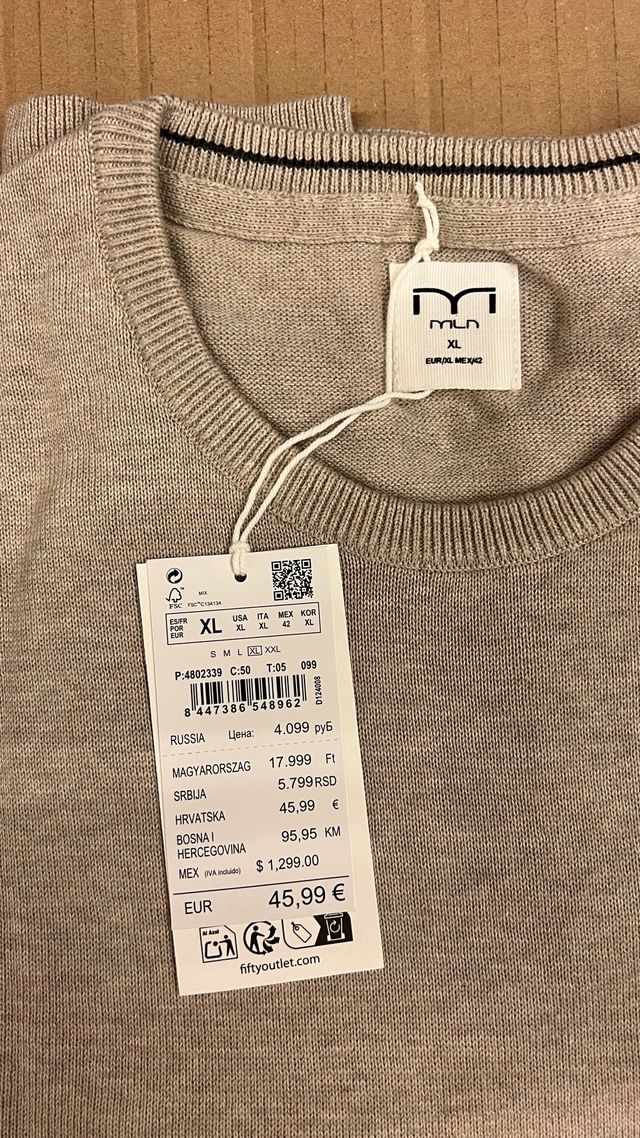 mln
XL
EUR/XL MEX/42
MIX
FSC FSC™C134134
ES/FR POR EUR XL USA XL ITA XL MEX 42 KOR XL
S M L XL XXL
P:4802339 C:50 T:05 099
8 447386 548962
D124008
RUSSIA Цена: 4.099 руБ
MAGYARORSZAG 17.999 Ft
SRBIJA 5.799 RSD
HRVATSKA 45,99 €
BOSNA I HERCEGOVINA 95,95 KM
MEX (IVA incluido) $ 1,299.00
EUR 45,99 €
Al Azul
fiftyoutlet.com